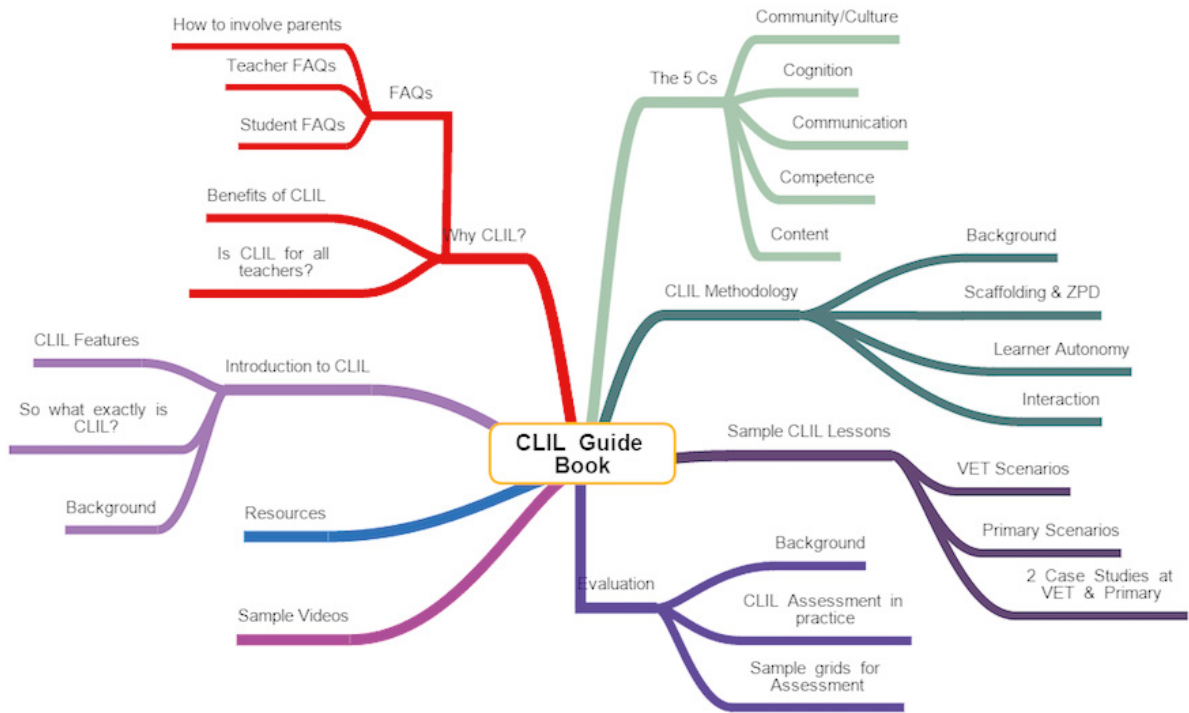 How to involve parents
Teacher FAQs
FAQs
Student FAQs
Benefits of CLIL
Why CLIL?
Is CLIL for all
teachers?
CLIL Features
Introduction to CLIL
So what exactly is
CLIL?
Background
Resources
Sample Videos
CLIL Guide
Book
Community/Culture
The 5 Cs
Cognition
Communication
Competence
Content
Background
CLIL Methodology
Scaffolding & ZPD
Learner Autonomy
Interaction
Sample CLIL Lessons
VET Scenarios
Primary Scenarios
2 Case Studies at
VET & Primary
Background
Evaluation
CLIL Assessment in
practice
Sample grids for
Assessment